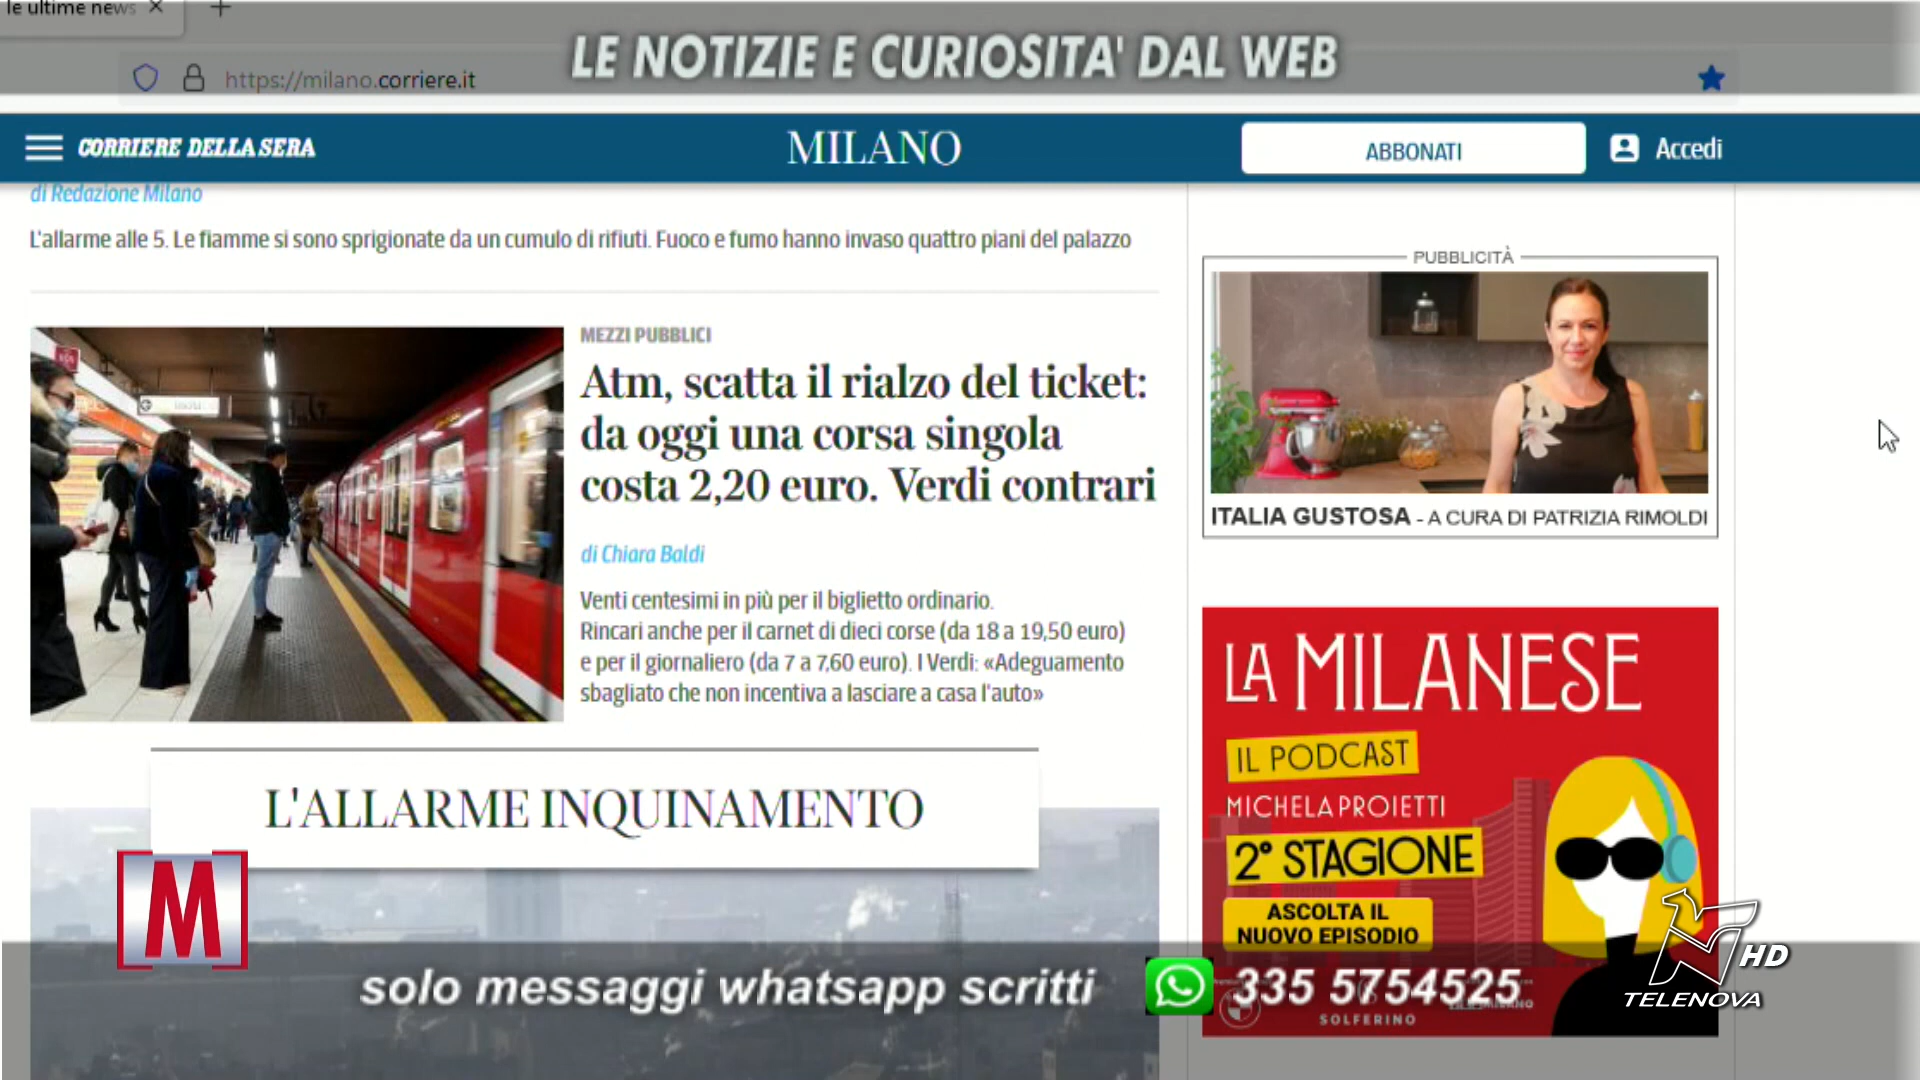 le ultime news
LE NOTIZIE E CURIOSITA' DAL WEB
https://milano.corriere.it
CORRIERE DELLA SERA
MILANO
ABBONATI
Accedi
di Redazione Milano
L'allarme alle 5. Le fiamme si sono sprigionate da un cumulo di rifiuti. Fuoco e fumo hanno invaso quattro piani del palazzo
MEZZI PUBBLICI
Atm, scatta il rialzo del ticket:
da oggi una corsa singola
costa 2,20 euro. Verdi contrari
di Chiara Baldi
Venti centesimi in più per il biglietto ordinario.
Rincari anche per il carnet di dieci corse (da 18 a 19,50 euro)
e per il giornaliero (da 7 a 7,60 euro). I Verdi: «Adeguamento
sbagliato che non incentiva a lasciare a casa l'auto»
PUBBLICITÀ
ITALIA GUSTOSA - A CURA DI PATRIZIA RIMOLDI
LA MILANESE
IL PODCAST
MICHELA PROIETTI
2° STAGIONE
ASCOLTA IL
NUOVO EPISODIO
SOLFERINO
L'ALLARME INQUINAMENTO
M
solo messaggi whatsapp scritti
335 5754525
HD
TELENOVA